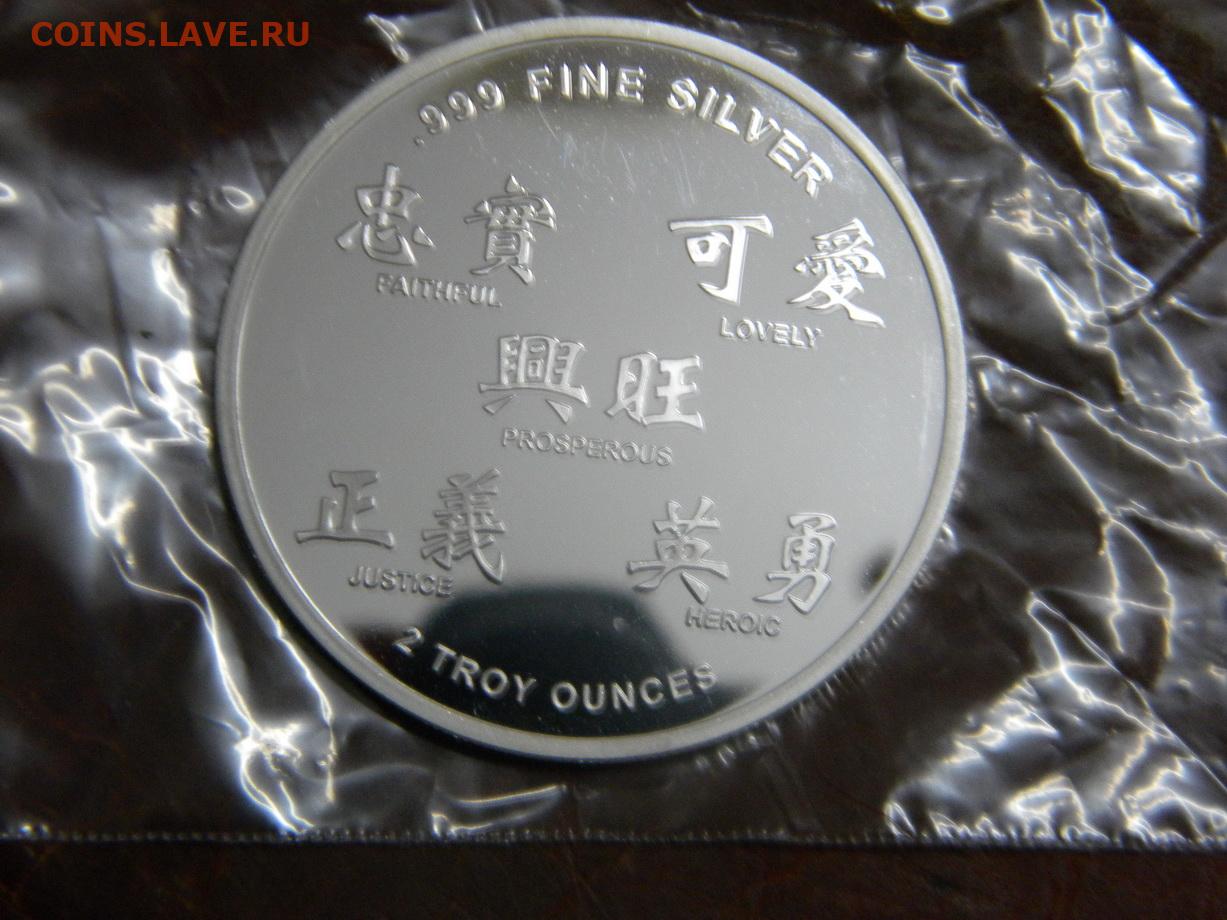 COINS.LAVE.RU
.999 FINE SILVER
忠實
FAITHFUL
可愛
LOVELY
興旺
PROSPEROUS
正義
JUSTICE
英勇
HEROIC
2 TROY OUNCES